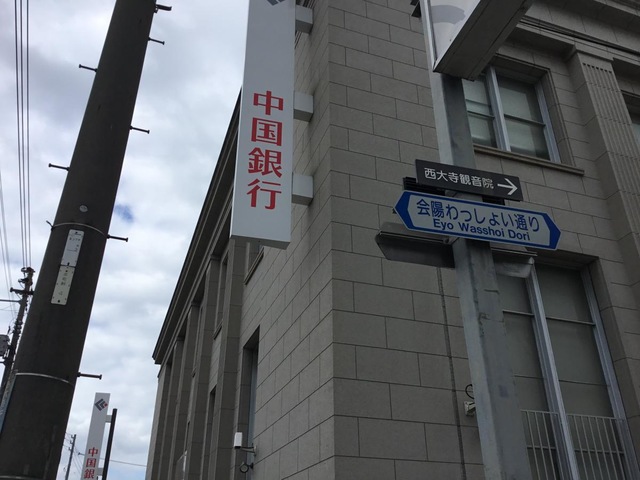 中国銀行
西大寺観音院
会陽わっしょい通り
Eyo Wasshoi Dori
中国銀